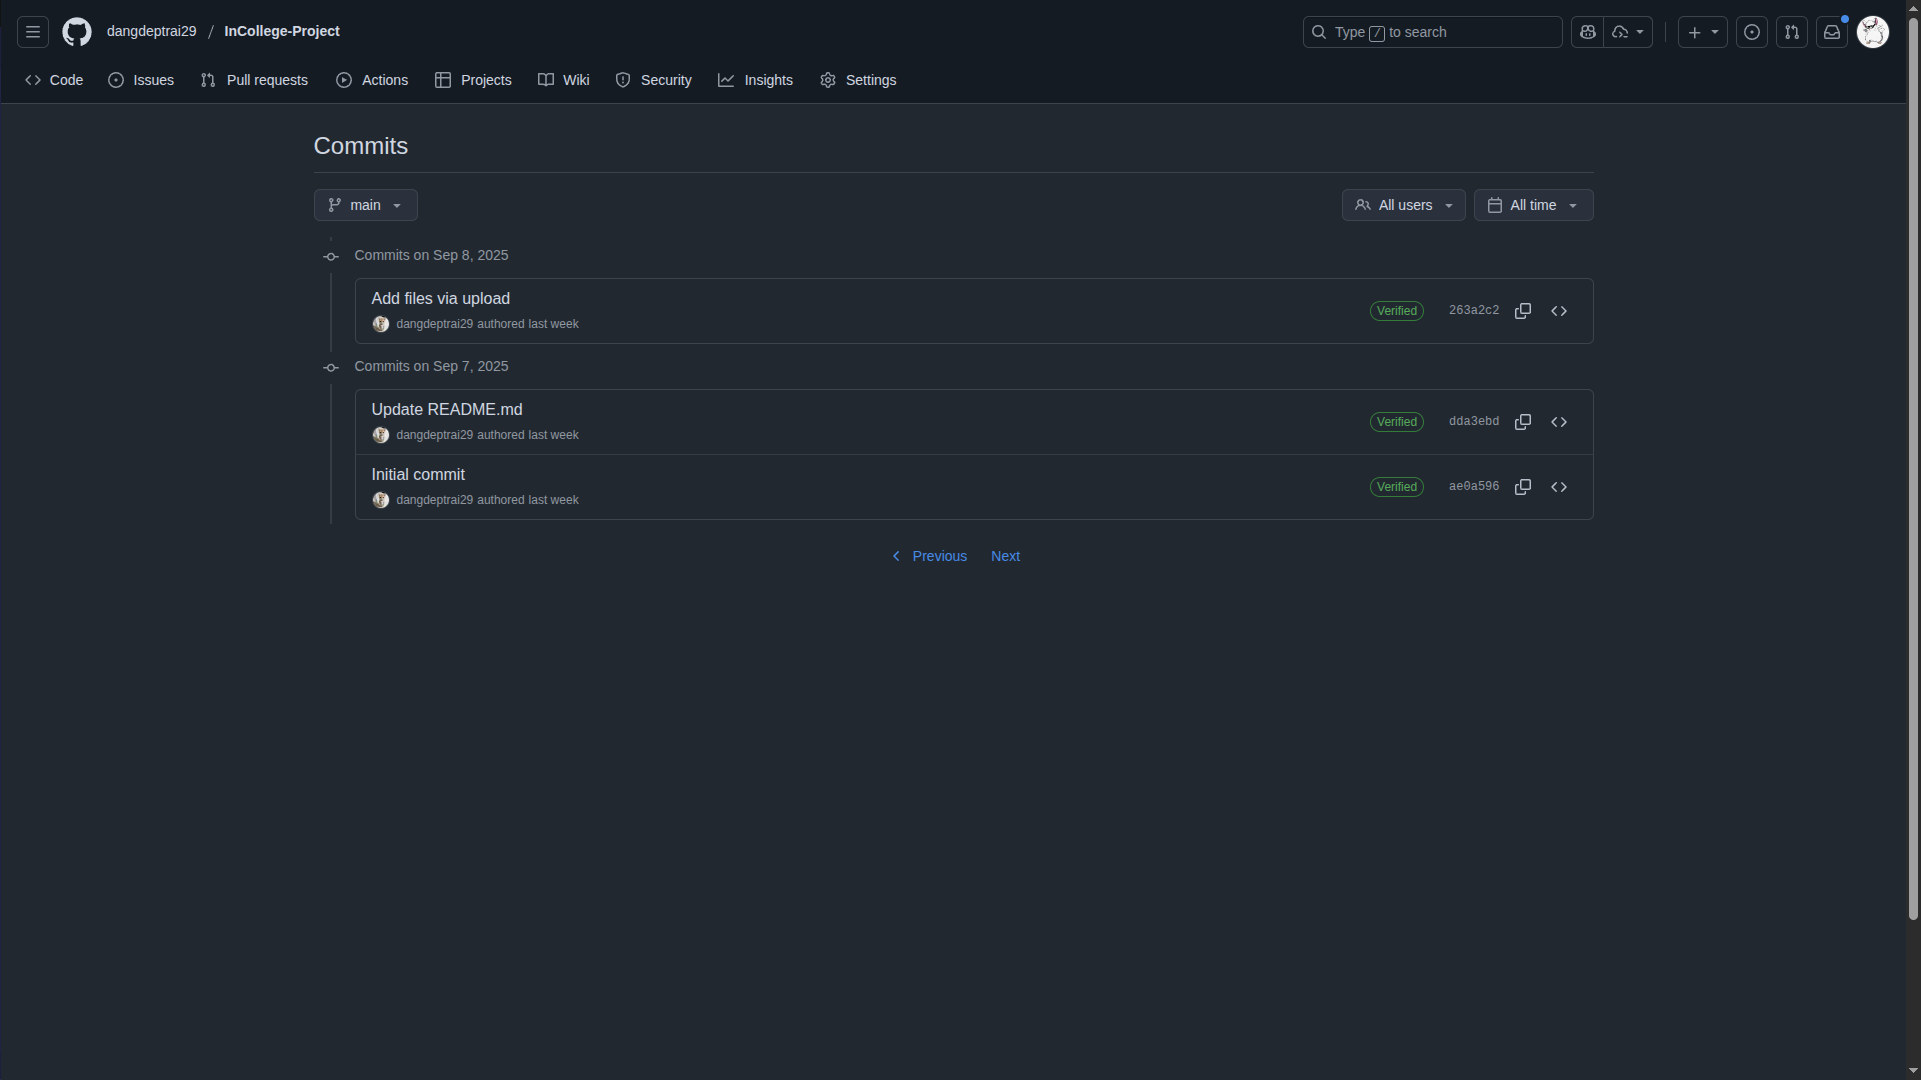 dangdeptrai29 / InCollege-Project
Type / to search
Code Issues Pull requests Actions Projects Wiki Security Insights Settings
Commits
main All users All time
Commits on Sep 8, 2025
Add files via upload
dangdeptrai29 authored last week
Verified 263a2c2
Commits on Sep 7, 2025
Update README.md
dangdeptrai29 authored last week
Verified dda3ebd
Initial commit
dangdeptrai29 authored last week
Verified ae0a596
Previous Next